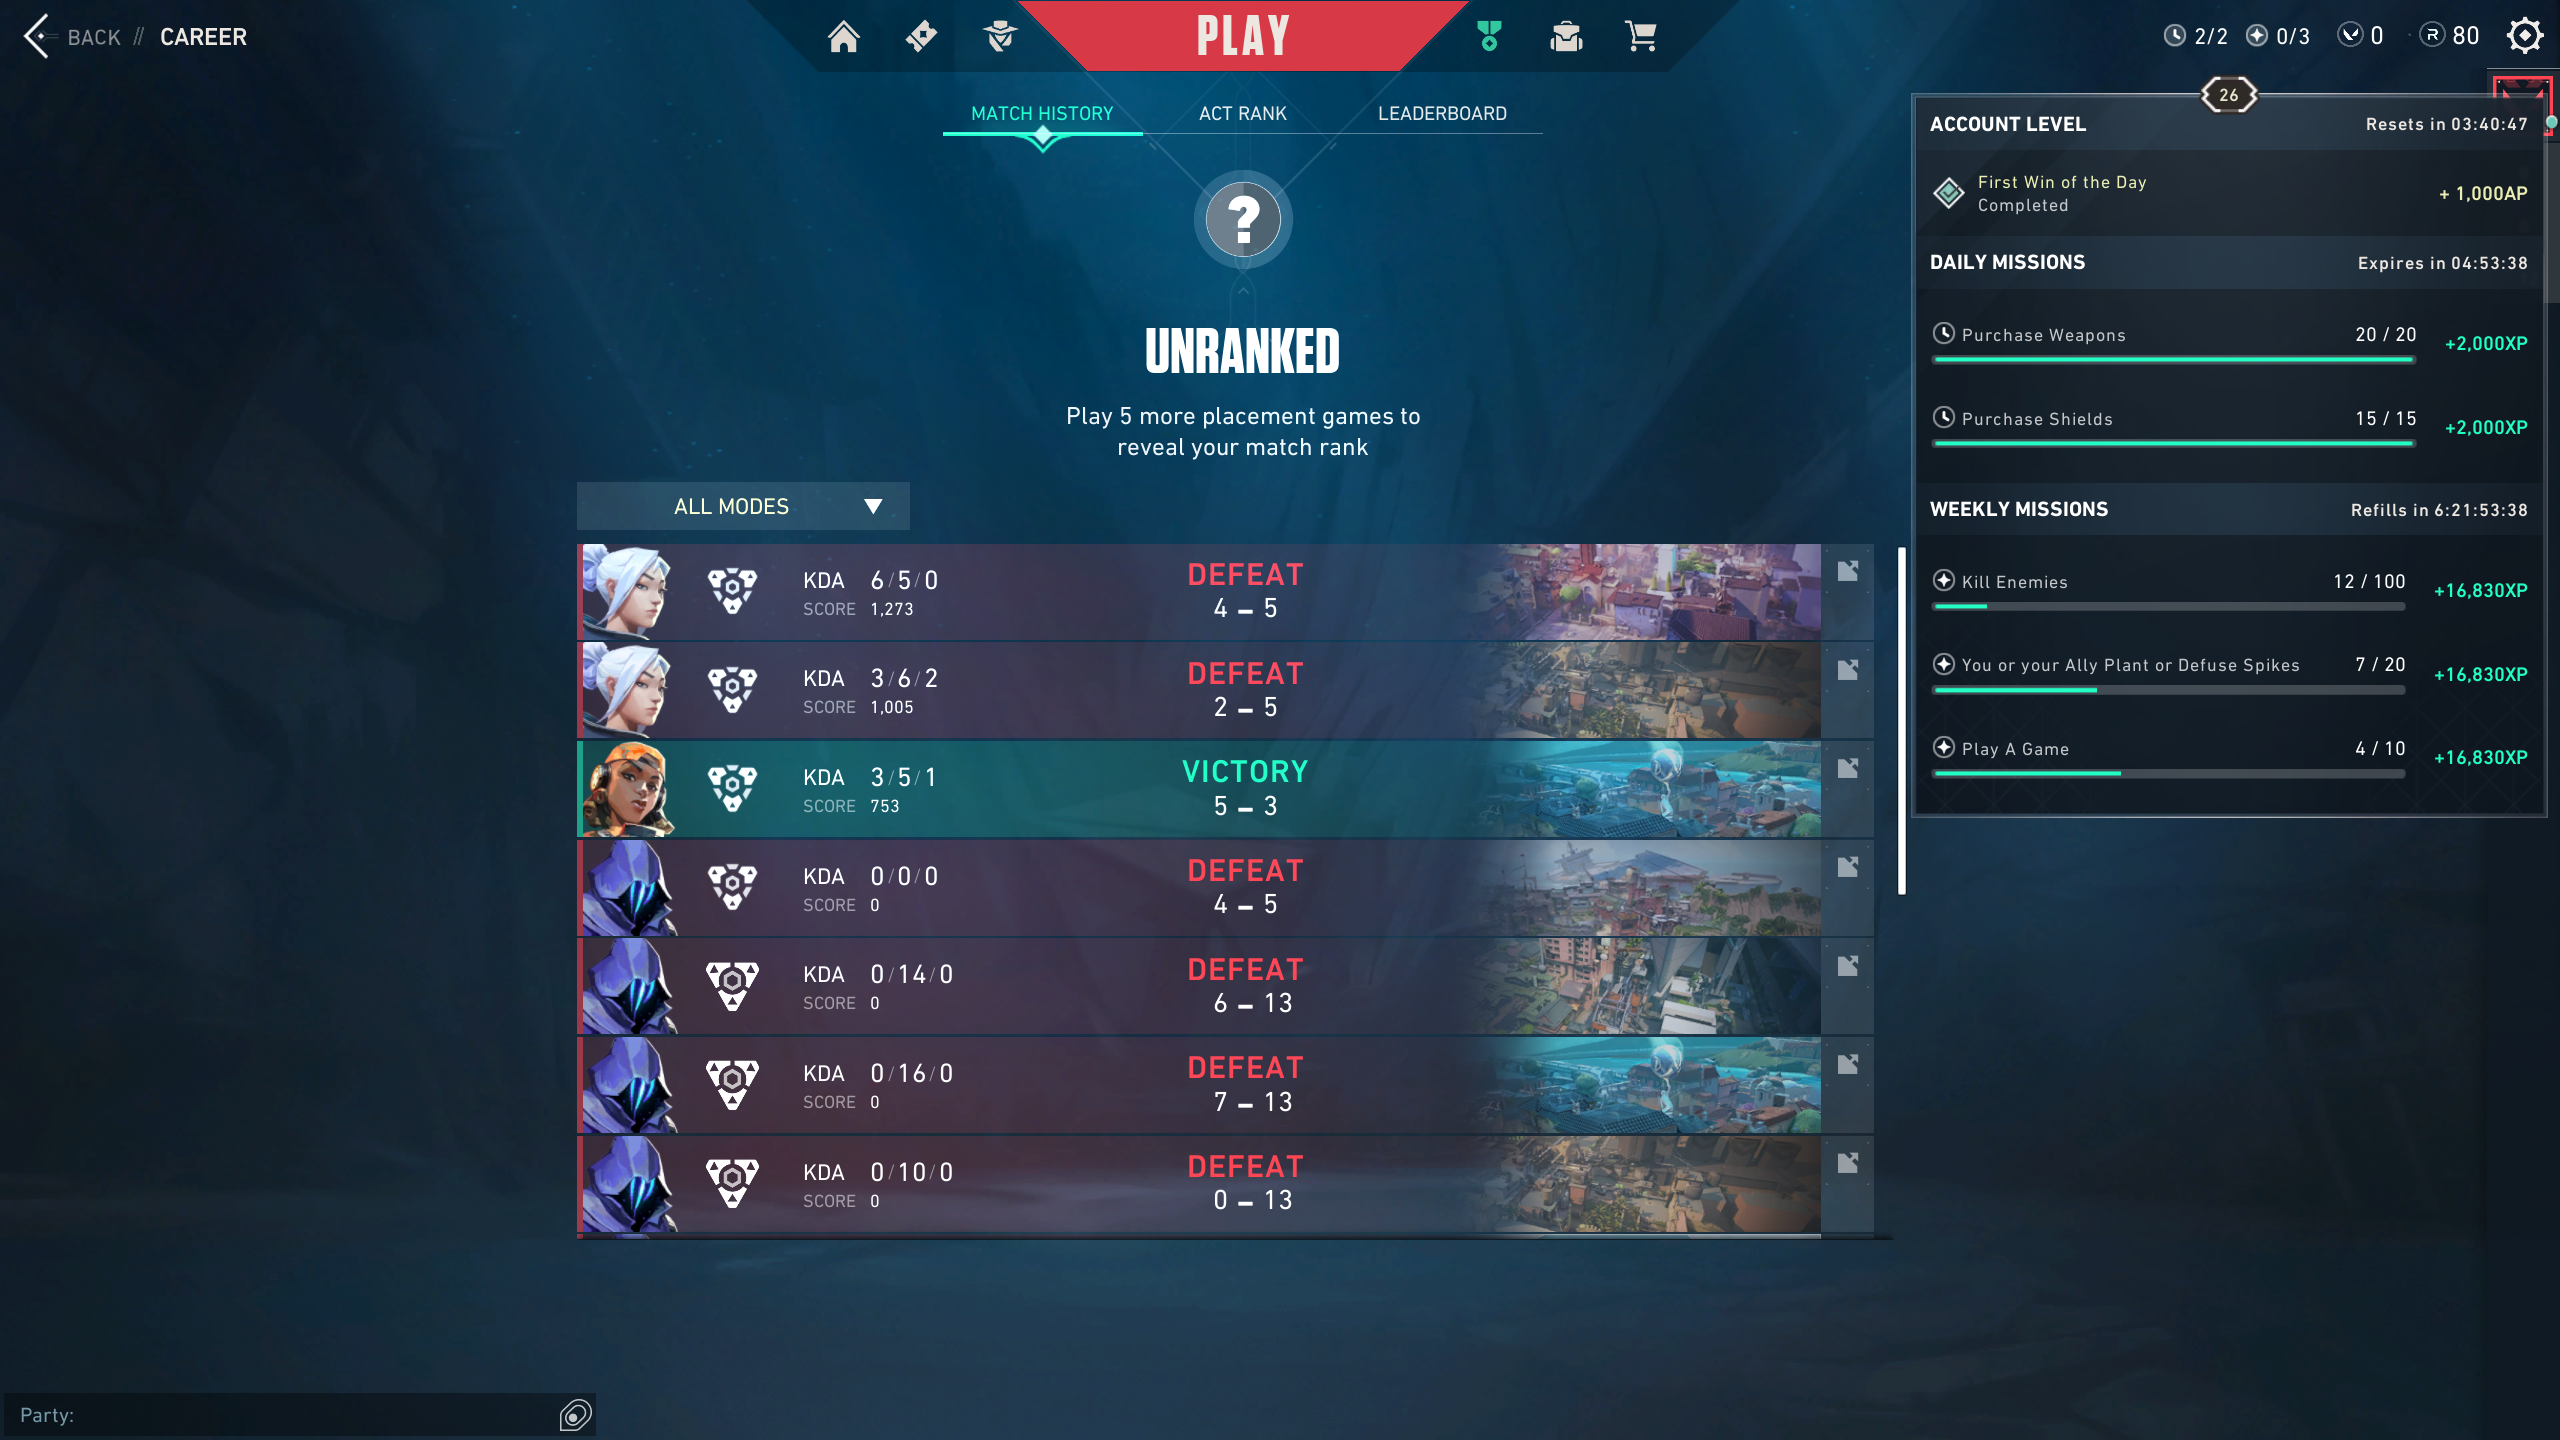 BACK // CAREER
PLAY
2/2 0/3 0 80
MATCH HISTORY ACT RANK LEADERBOARD
?
UNRANKED
Play 5 more placement games to
reveal your match rank
ALL MODES
KDA 6/5/0
SCORE 1,273
DEFEAT
4 – 5
KDA 3/6/2
SCORE 1,005
DEFEAT
2 – 5
KDA 3/5/1
SCORE 753
VICTORY
5 – 3
KDA 0/0/0
SCORE 0
DEFEAT
4 – 5
KDA 0/14/0
SCORE 0
DEFEAT
6 – 13
KDA 0/16/0
SCORE 0
DEFEAT
7 – 13
KDA 0/10/0
SCORE 0
DEFEAT
0 – 13
26
ACCOUNT LEVEL Resets in 03:40:47
First Win of the Day
Completed
+ 1,000AP
DAILY MISSIONS Expires in 04:53:38
Purchase Weapons 20 / 20 +2,000XP
Purchase Shields 15 / 15 +2,000XP
WEEKLY MISSIONS Refills in 6:21:53:38
Kill Enemies 12 / 100 +16,830XP
You or your Ally Plant or Defuse Spikes 7 / 20 +16,830XP
Play A Game 4 / 10 +16,830XP
Party: